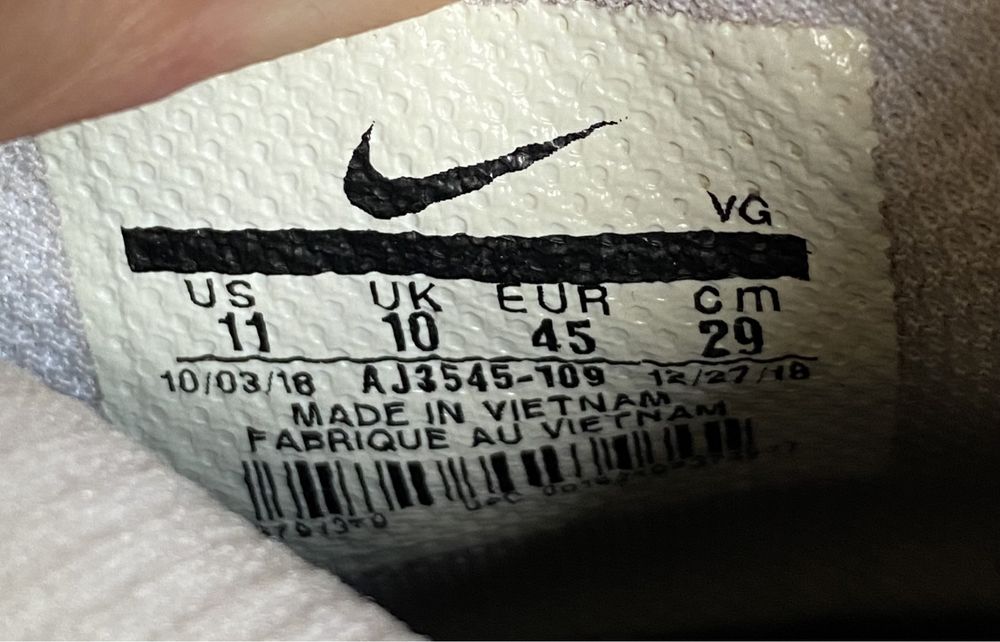 VG
US UK EUR cm
11 10 45 29
10/03/18 AJ3545-109 12/27/18
MADE IN VIETNAM
FABRIQUE AU VIETNAM
UPC